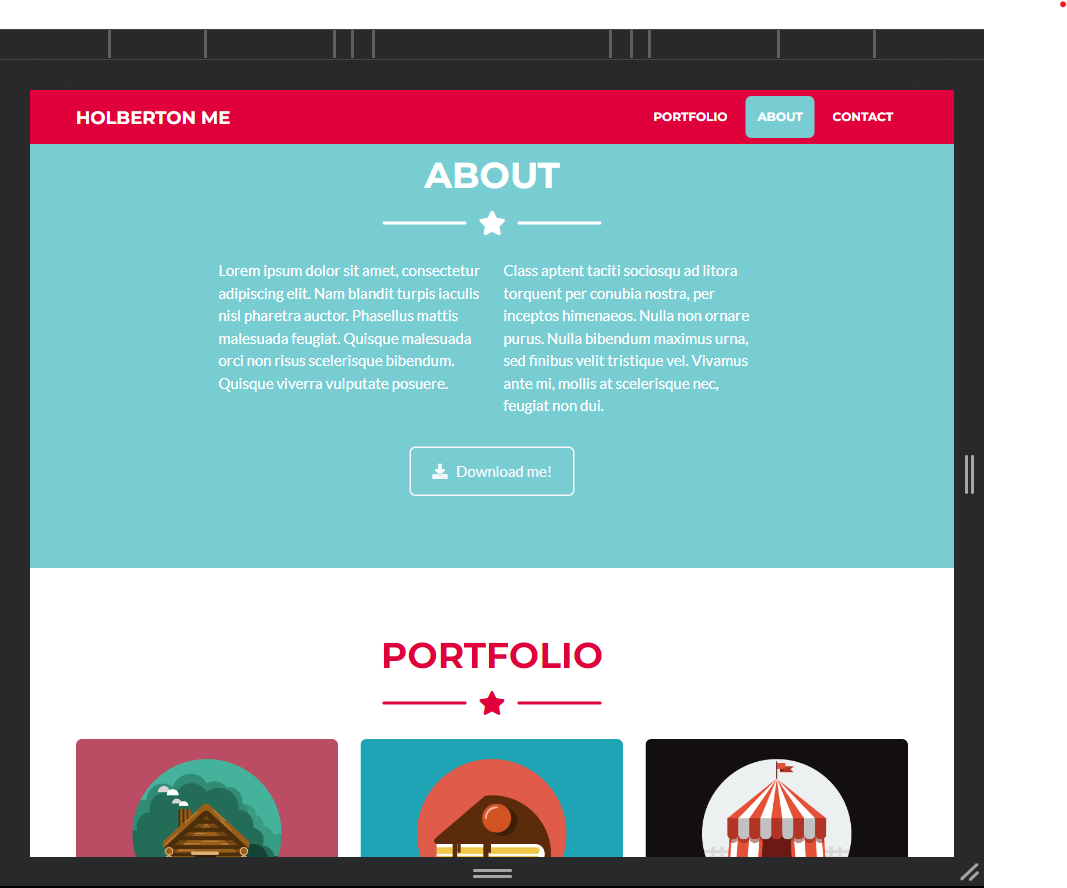 HOLBERTON ME
PORTFOLIO ABOUT CONTACT
ABOUT
Lorem ipsum dolor sit amet, consectetur
adipiscing elit. Nam blandit turpis iaculis
nisl pharetra auctor. Phasellus mattis
malesuada feugiat. Quisque malesuada
orci non risus scelerisque bibendum.
Quisque viverra vulputate posuere.
Class aptent taciti sociosqu ad litora
torquent per conubia nostra, per
inceptos himenaeos. Nulla non ornare
purus. Nulla bibendum maximus urna,
sed finibus velit tristique vel. Vivamus
ante mi, mollis at scelerisque nec,
feugiat non dui.
Download me!
PORTFOLIO